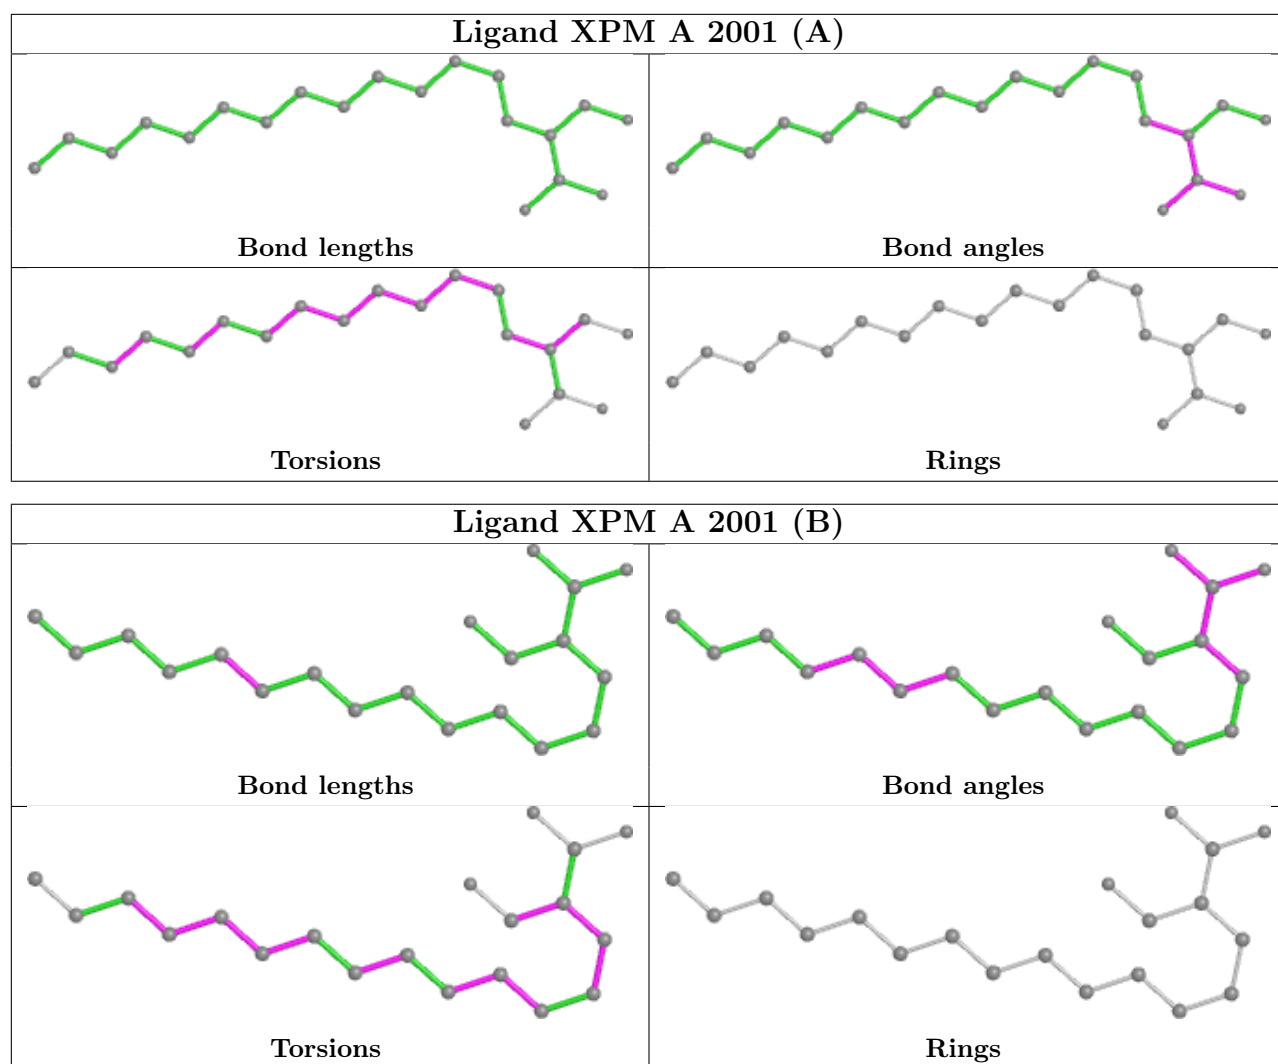 Ligand XPM A 2001 (A)
Bond lengths
Bond angles
Torsions
Rings
Ligand XPM A 2001 (B)
Bond lengths
Bond angles
Torsions
Rings